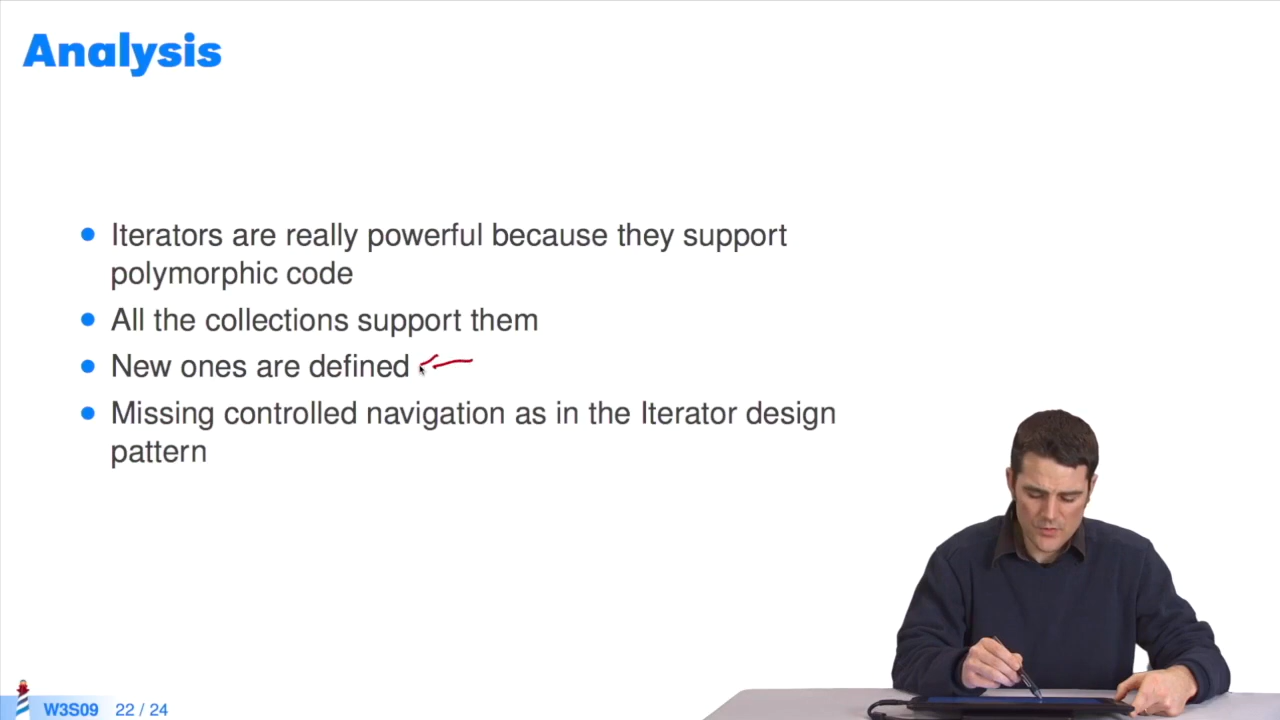 Analysis
Iterators are really powerful because they support
polymorphic code
All the collections support them
New ones are defined
Missing controlled navigation as in the Iterator design
pattern
W3S09 22 / 24